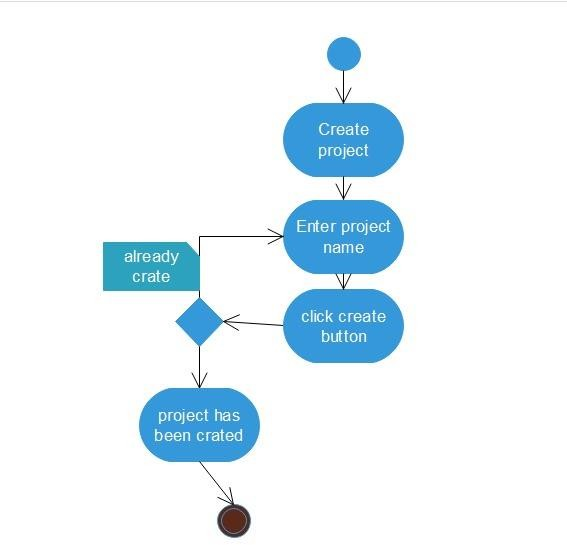 Create
project
Enter project
name
already
crate
click create
button
project has
been crated